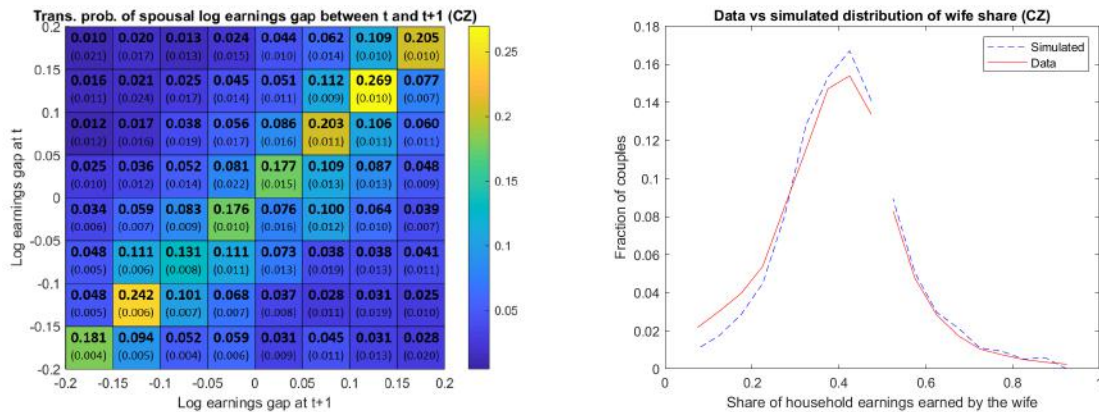 Trans. prob. of spousal log earnings gap between t and t+1 (CZ)
0.2
0.010 0.020 0.013 0.024 0.044 0.062 0.109 0.205
(0.021) (0.017) (0.013) (0.015) (0.010) (0.014) (0.010) (0.010)
0.15
0.016 0.021 0.025 0.045 0.051 0.112 0.269 0.077
(0.011) (0.024) (0.017) (0.014) (0.011) (0.009) (0.010) (0.007)
0.1
0.012 0.017 0.038 0.056 0.086 0.203 0.106 0.060
(0.012) (0.016) (0.019) (0.017) (0.016) (0.011) (0.011) (0.011)
0.05
0.025 0.036 0.052 0.081 0.177 0.109 0.087 0.048
(0.010) (0.012) (0.014) (0.022) (0.015) (0.013) (0.013) (0.009)
0
0.034 0.059 0.083 0.176 0.076 0.100 0.064 0.039
(0.006) (0.007) (0.009) (0.010) (0.016) (0.012) (0.010) (0.007)
-0.05
0.048 0.111 0.131 0.111 0.073 0.038 0.038 0.041
(0.005) (0.006) (0.008) (0.011) (0.013) (0.019) (0.013) (0.011)
-0.1
0.048 0.242 0.101 0.068 0.037 0.028 0.031 0.025
(0.005) (0.006) (0.007) (0.007) (0.008) (0.011) (0.019) (0.010)
-0.15
0.181 0.094 0.052 0.059 0.031 0.045 0.031 0.028
(0.004) (0.005) (0.004) (0.006) (0.009) (0.011) (0.013) (0.020)
-0.2
-0.2 -0.15 -0.1 -0.05 0 0.05 0.1 0.15 0.2
Log earnings gap at t+1
Log earnings gap at t
0.25
0.2
0.15
0.1
0.05
Data vs simulated distribution of wife share (CZ)
Simulated
Data
0.18
0.16
0.14
0.12
0.1
0.08
0.06
0.04
0.02
0
0 0.2 0.4 0.6 0.8 1
Share of household earnings earned by the wife
Fraction of couples